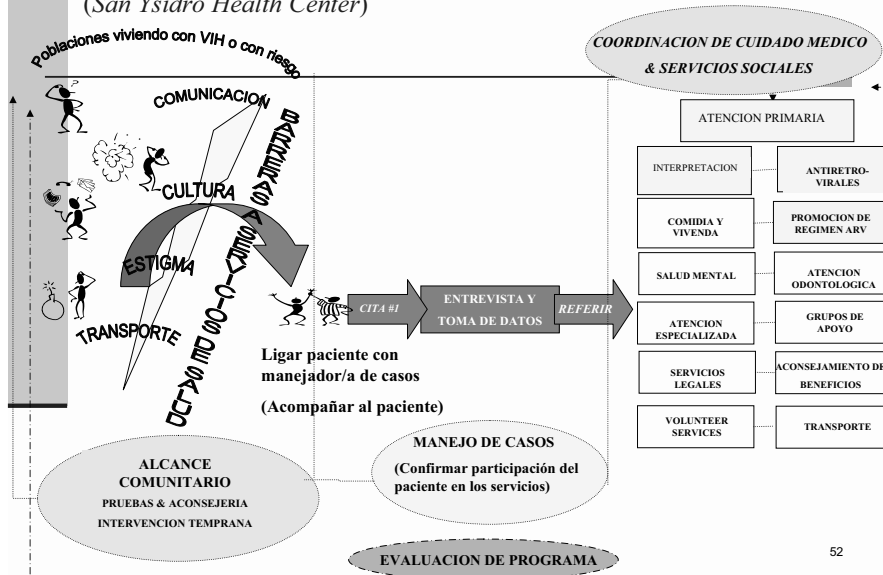 (San Ysidro Health Center)
Poblaciones viviendo con VIH o con riesgo
COMUNICACION
CULTURA
ESTIGMA
TRANSPORTE
BARRERAS A SERVICIOS DE SALUD
?
CITA #1
ENTREVISTA Y
TOMA DE DATOS
REFERIR
Ligar paciente con
manejador/a de casos
(Acompañar al paciente)
COORDINACION DE CUIDADO MEDICO
& SERVICIOS SOCIALES
ATENCION PRIMARIA
INTERPRETACION
ANTIRETRO-
VIRALES
COMIDIA Y
VIVENDA
PROMOCION DE
REGIMEN ARV
SALUD MENTAL
ATENCION
ODONTOLOGICA
ATENCION
ESPECIALIZADA
GRUPOS DE
APOYO
SERVICIOS
LEGALES
ACONSEJAMIENTO DE
BENEFICIOS
VOLUNTEER
SERVICES
TRANSPORTE
ALCANCE
COMUNITARIO
PRUEBAS & ACONSEJERIA
INTERVENCION TEMPRANA
MANEJO DE CASOS
(Confirmar participación del
paciente en los servicios)
EVALUACION DE PROGRAMA
52